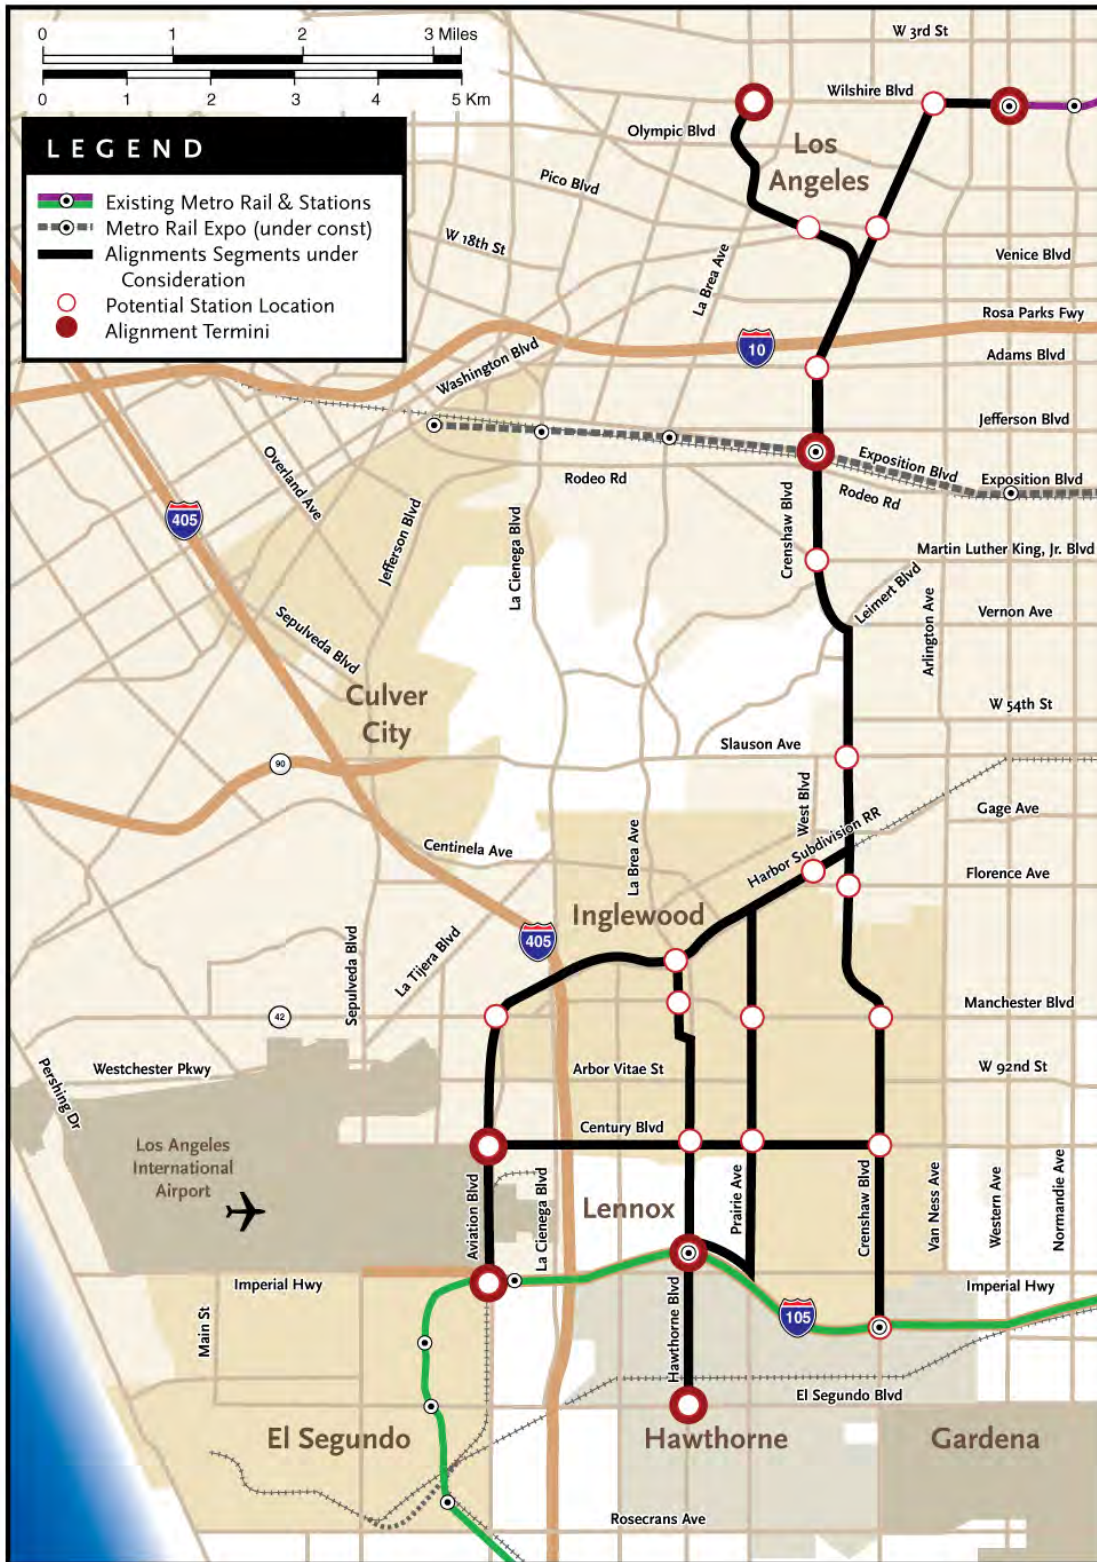 0 1 2 3 Miles
0 1 2 3 4 5 Km
LEGEND
Existing Metro Rail & Stations
Metro Rail Expo (under const)
Alignments Segments under
Consideration
Potential Station Location
Alignment Termini
W 3rd St
Wilshire Blvd
Olympic Blvd
Los
Angeles
Pico Blvd
W 18th St
La Brea Ave
Venice Blvd
Rosa Parks Fwy
10
Adams Blvd
Washington Blvd
Jefferson Blvd
Exposition Blvd
Exposition Blvd
Rodeo Rd
Rodeo Rd
Overland Ave
405
Jefferson Blvd
La Cienega Blvd
Crenshaw Blvd
Martin Luther King, Jr. Blvd
Leimert Blvd
Arlington Ave
Vernon Ave
Sepulveda Blvd
Culver
City
W 54th St
Slauson Ave
90
West Blvd
Gage Ave
Harbor Subdivision RR
Centinela Ave
La Brea Ave
Florence Ave
Inglewood
405
La Tijera Blvd
Sepulveda Blvd
Manchester Blvd
42
Pershing Dr
Westchester Pkwy
Arbor Vitae St
W 92nd St
Century Blvd
Los Angeles
International
Airport
Aviation Blvd
La Cienega Blvd
Lennox
Prairie Ave
Crenshaw Blvd
Van Ness Ave
Western Ave
Normandie Ave
Imperial Hwy
Imperial Hwy
Main St
Hawthorne Blvd
105
El Segundo Blvd
El Segundo
Hawthorne
Gardena
Rosecrans Ave